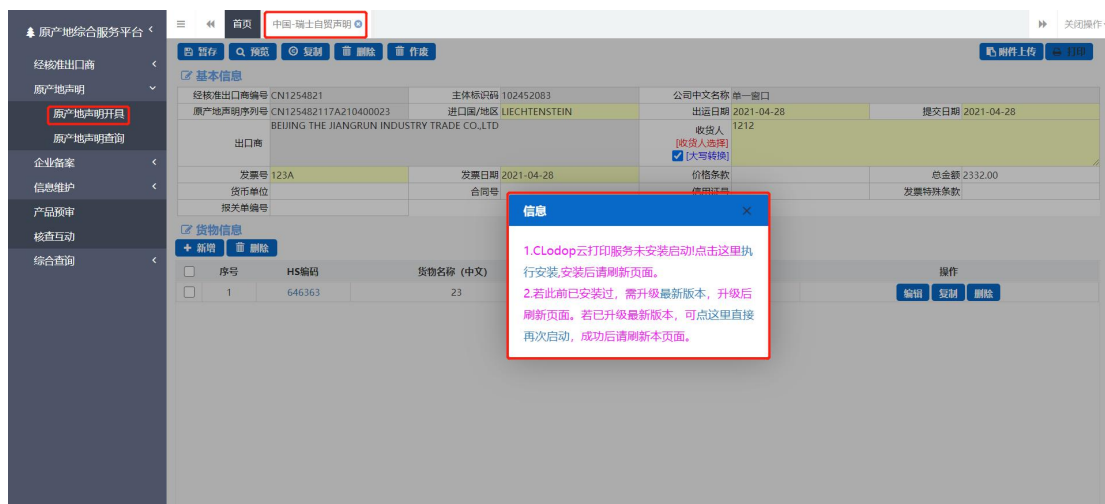 原产地综合服务平台
首页
中国-瑞士自贸声明
关闭操作
经核准出口商
原产地声明
原产地声明开具
原产地声明查询
企业备案
信息维护
产品预审
核查互动
综合查询
暂存 预览 复制 删除 作废 附件上传 打印
基本信息
经核准出口商编号 CN1254821 主体标识码 102452083 公司中文名称 单一窗口
原产地声明序列号 CN125482117A210400023 进口国/地区 LIECHTENSTEIN 出运日期 2021-04-28 提交日期 2021-04-28
出口商 BEIJING THE JIANGRUN INDUSTRY TRADE CO.,LTD 收货人 1212
[收货人选择]
[大写转换]
发票号 123A 发票日期 2021-04-28 价格条款 总金额 2332.00
货币单位 合同号 信用证号 发票特殊条款
报关单编号
货物信息
新增 删除
序号 HS编码 货物名称（中文） 操作
1 646363 23 编辑 复制 删除
信息
1.CLodop云打印服务未安装启动!点击这里执
行安装,安装后请刷新页面。
2.若此前已安装过，需升级最新版本，升级后
刷新页面。若已升级最新版本，可点这里直接
再次启动，成功后请刷新本页面。